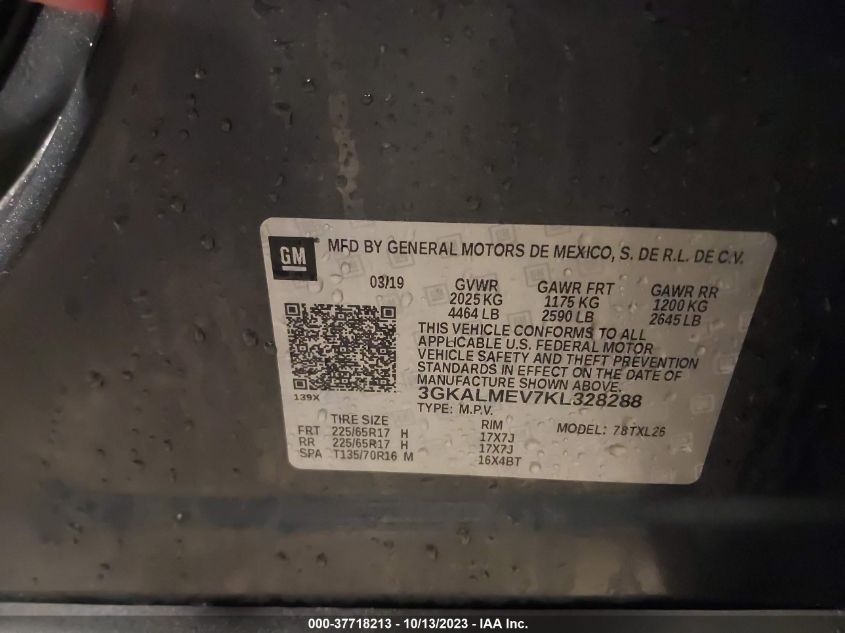 GM
MFD BY GENERAL MOTORS DE MEXICO, S. DE R.L. DE C.V.
03/19 GVWR GAWR FRT GAWR RR
2025 KG 1175 KG 1200 KG
4464 LB 2590 LB 2645 LB
THIS VEHICLE CONFORMS TO ALL
APPLICABLE U.S. FEDERAL MOTOR
VEHICLE SAFETY AND THEFT PREVENTION
STANDARDS IN EFFECT ON THE DATE OF
MANUFACTURE SHOWN ABOVE.
139X
3GKALMEV7KL328288
TYPE: M.P.V. MODEL: 78TXL26
TIRE SIZE RIM
FRT 225/65R17 H 17X7J
RR 225/65R17 H 17X7J
SPA T135/70R16 M 16X4BT
000-37718213 - 10/13/2023 - IAA Inc.